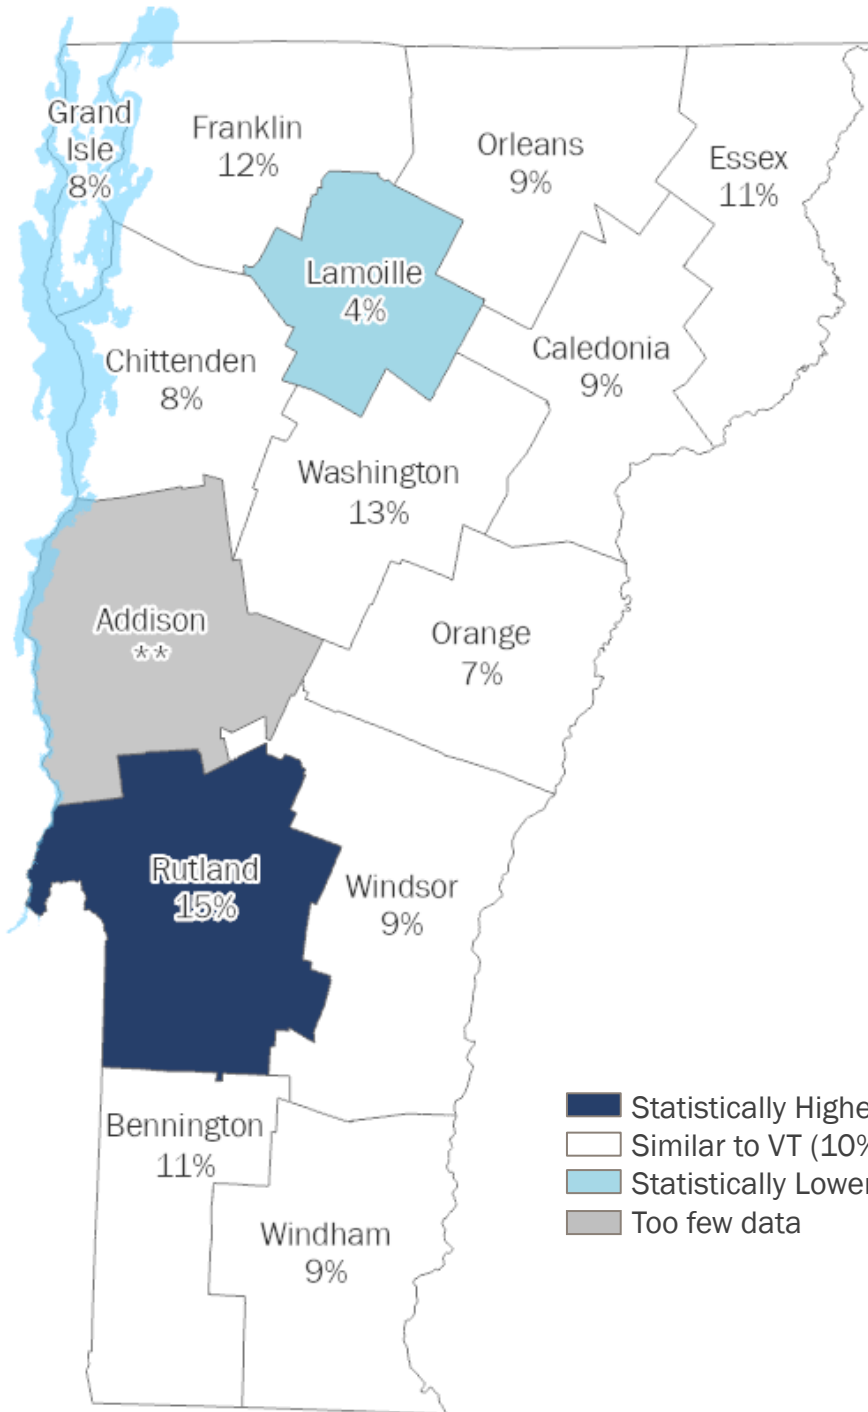 Grand
Isle
8%
Franklin
12%
Orleans
9%
Essex
11%
Lamoille
4%
Chittenden
8%
Caledonia
9%
Washington
13%
Addison
**
Orange
7%
Rutland
15%
Windsor
9%
Bennington
11%
Windham
9%
Statistically Highe
Similar to VT (10%
Statistically Lower
Too few data